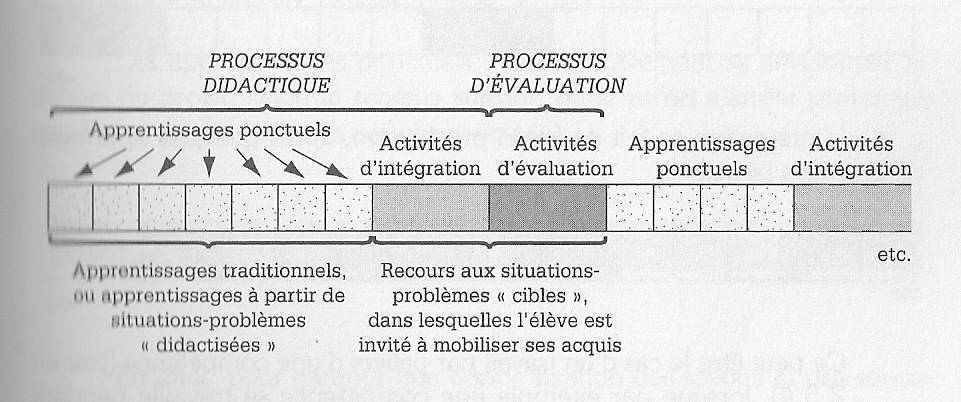 PROCESSUS
DIDACTIQUE
PROCESSUS
D'ÉVALUATION
Apprentissages ponctuels
Activités
d'intégration
Activités
d'évaluation
Apprentissages
ponctuels
Activités
d'intégration
etc.
Apprentissages traditionnels,
ou apprentissages à partir de
situations-problèmes
« didactisées »
Recours aux situations-
problèmes « cibles »,
dans lesquelles l'élève est
invité à mobiliser ses acquis